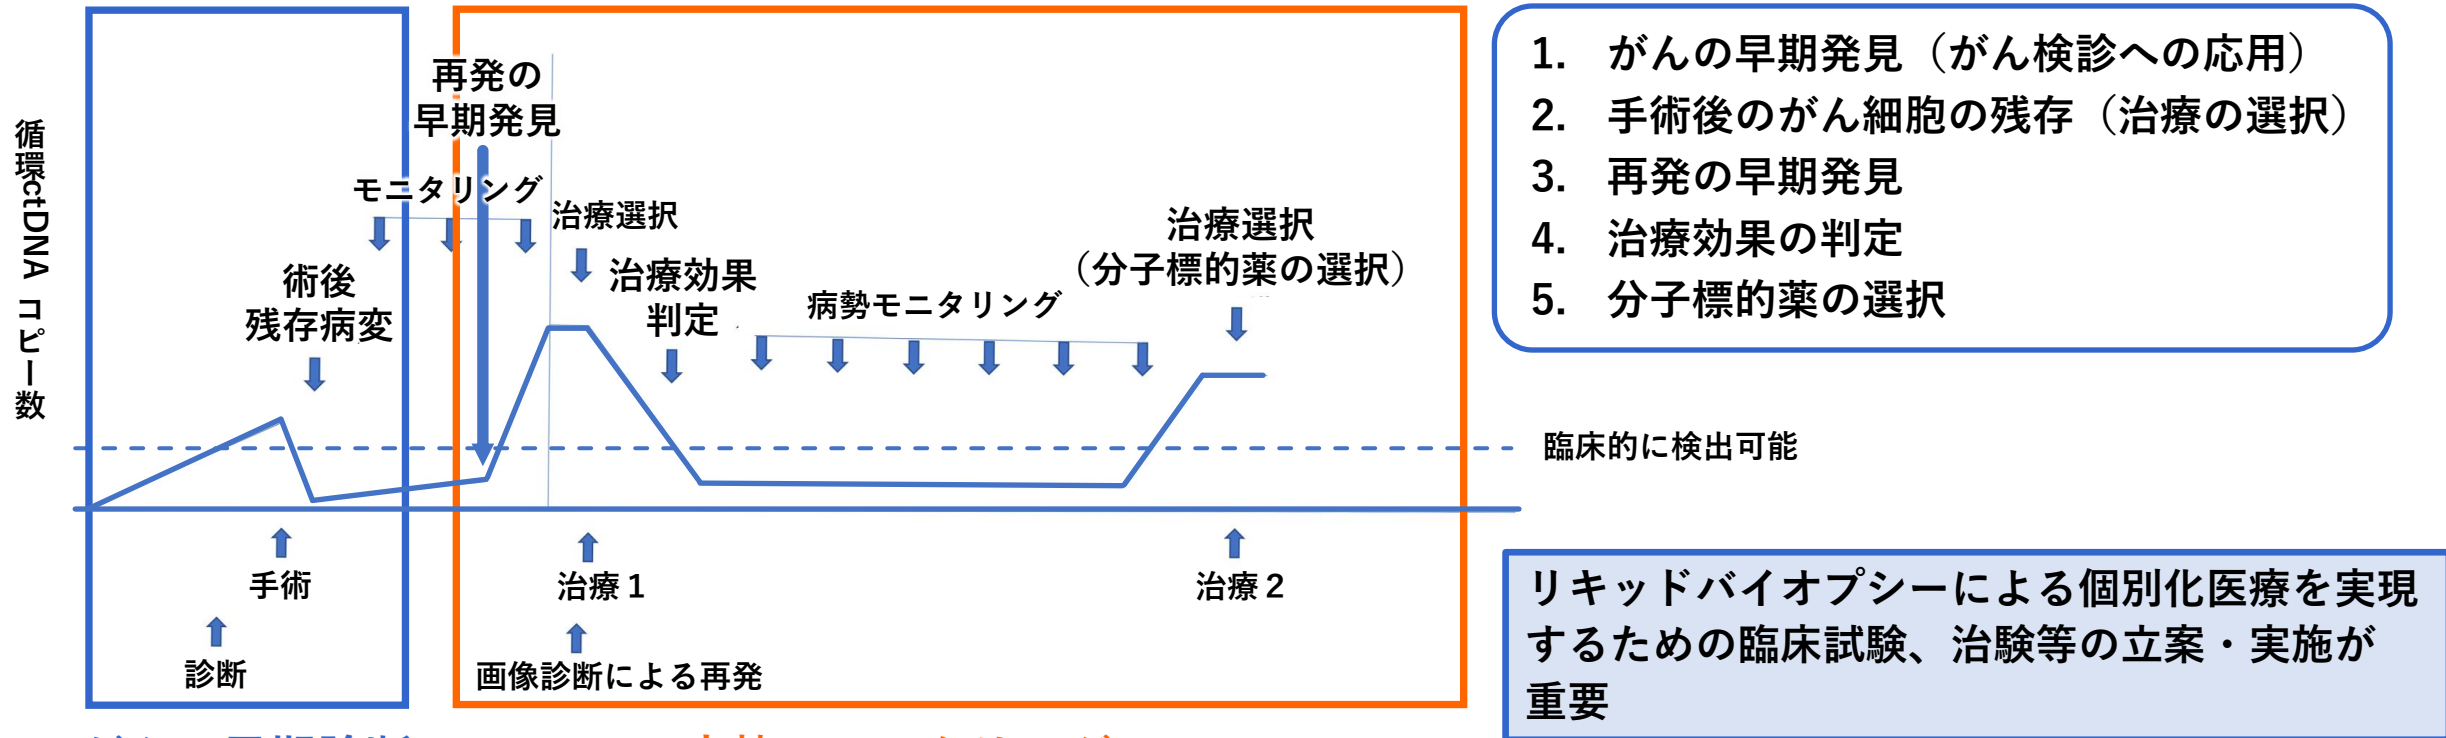 循環ctDNA コピー数
再発の
早期発見
モニタリング
治療選択
術後
残存病変
治療効果
判定
病勢モニタリング
治療選択
（分子標的薬の選択）
臨床的に検出可能
手術
診断
治療１
画像診断による再発
治療２
1. がんの早期発見（がん検診への応用）
2. 手術後のがん細胞の残存（治療の選択）
3. 再発の早期発見
4. 治療効果の判定
5. 分子標的薬の選択
リキッドバイオプシーによる個別化医療を実現
するための臨床試験、治験等の立案・実施が
重要